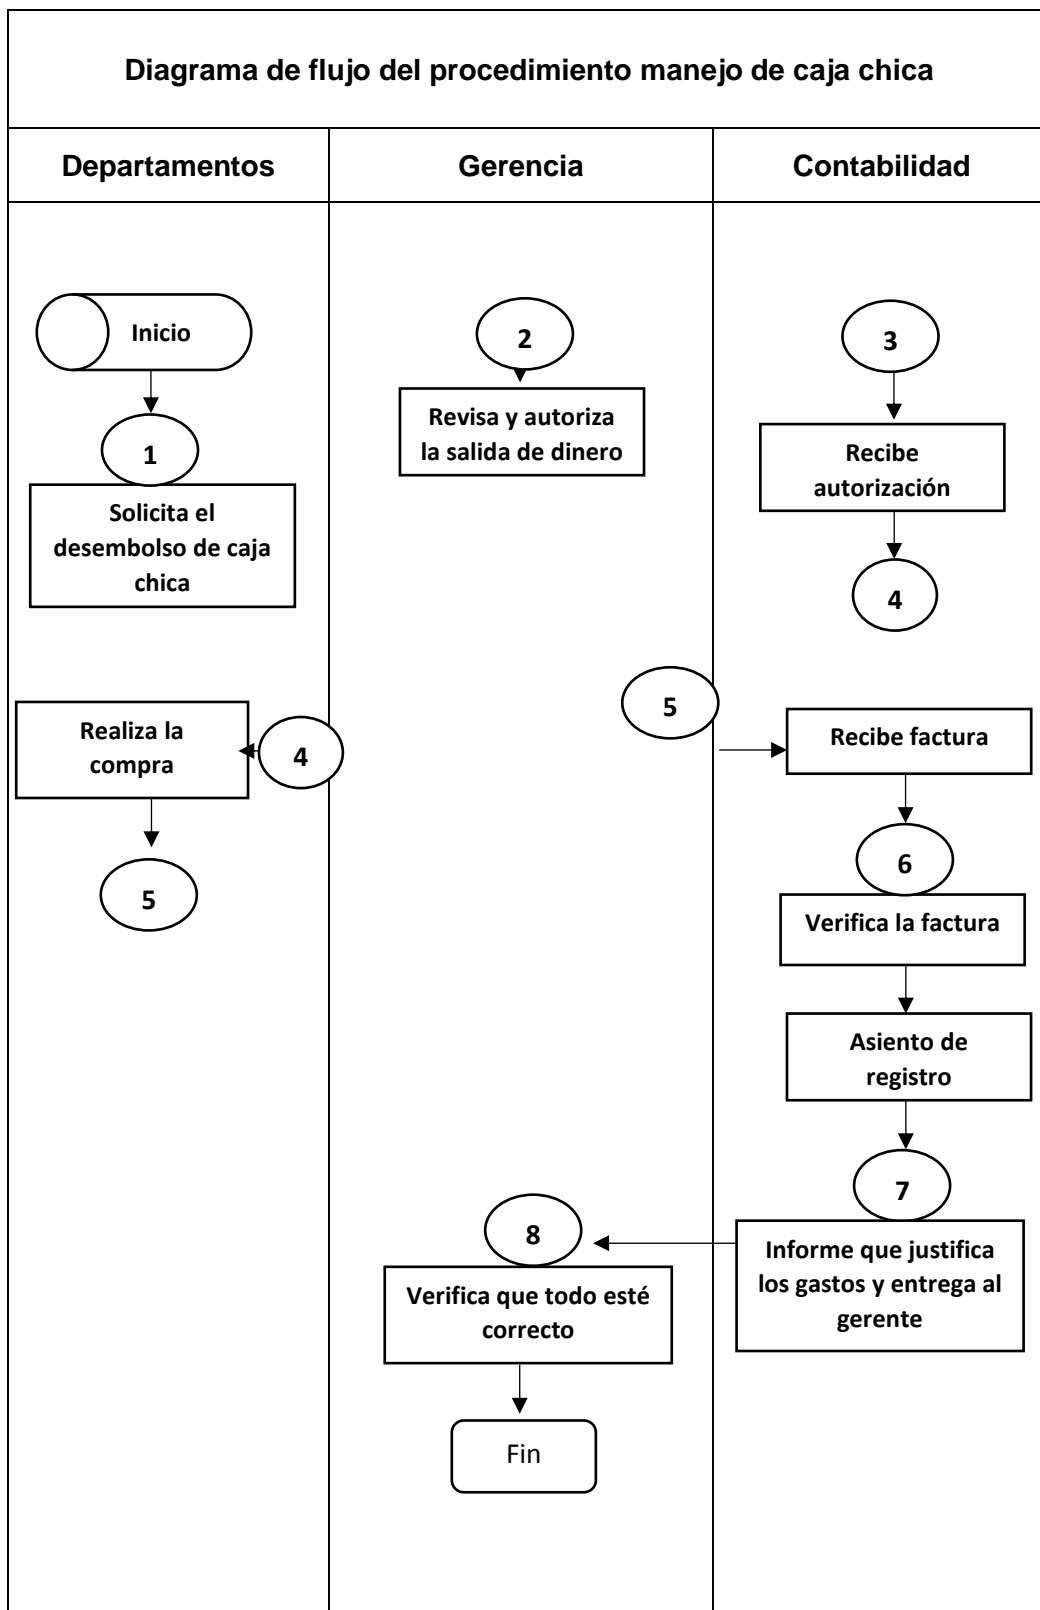 Diagrama de flujo del procedimiento manejo de caja chica
Departamentos
Gerencia
Contabilidad
Inicio
1
Solicita el
desembolso de caja
chica
4
Realiza la
compra
5
2
Revisa y autoriza
la salida de dinero
3
Recibe
autorización
4
5
Recibe factura
6
Verifica la factura
Asiento de
registro
7
Informe que justifica
los gastos y entrega al
gerente
8
Verifica que todo esté
correcto
Fin